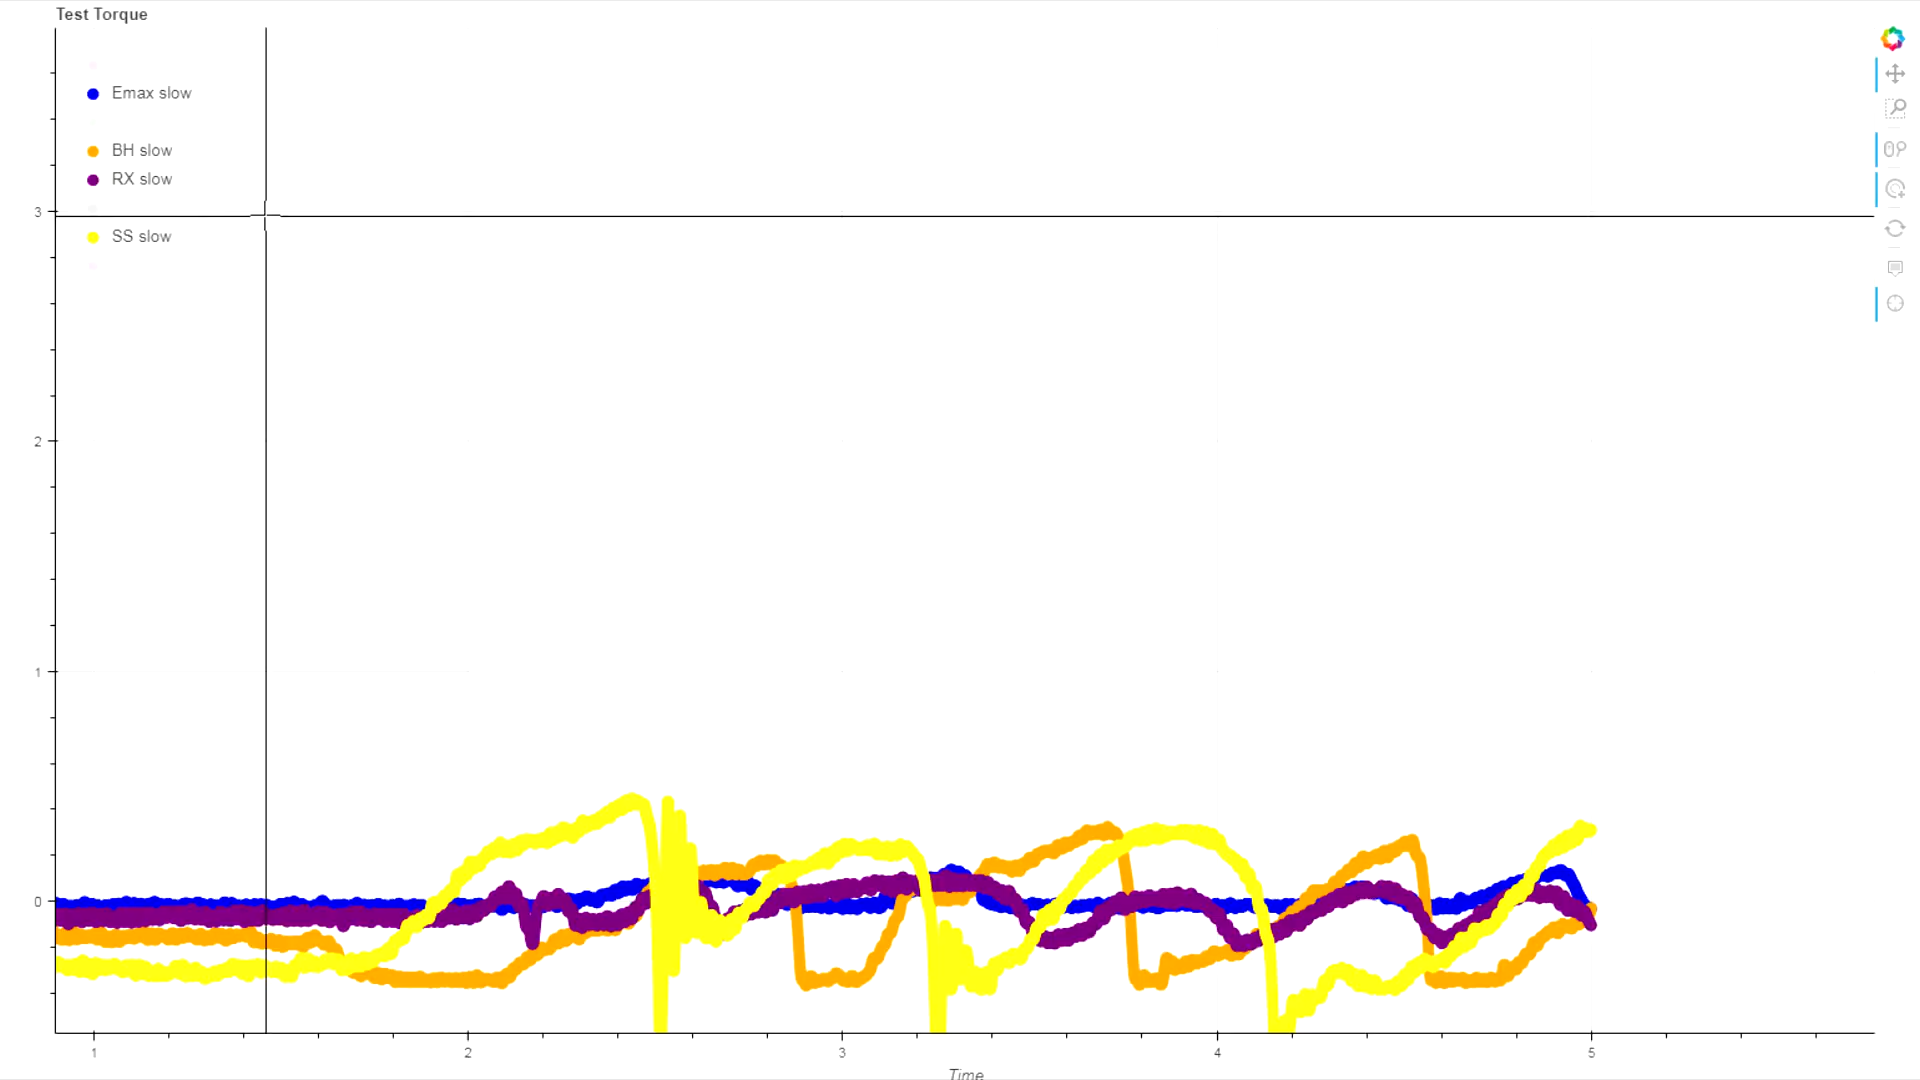 Test Torque
Emax slow
BH slow
RX slow
SS slow
3
2
1
0
1 2 3 4 5
Time